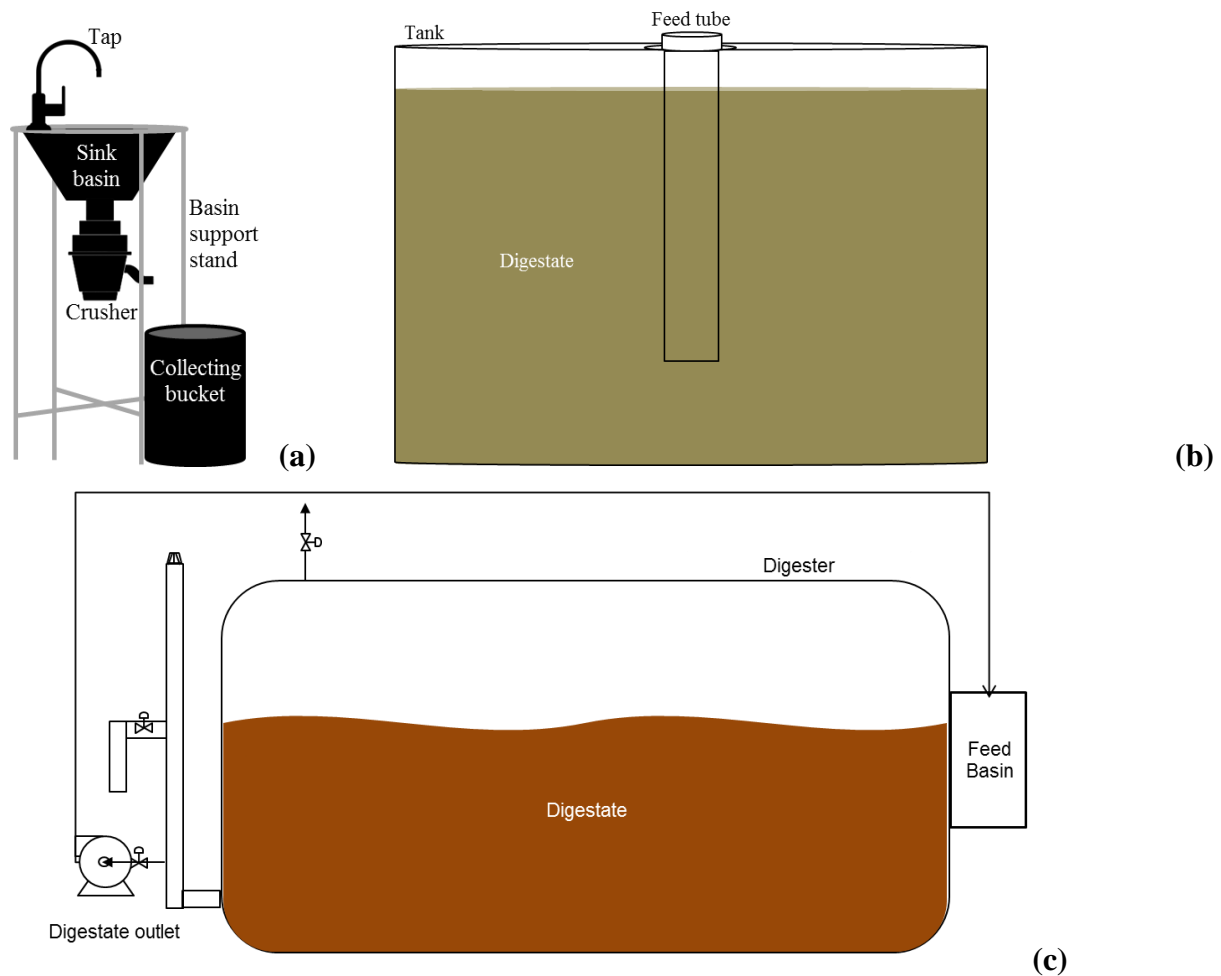 Tap
Sink
basin
Basin
support
stand
Crusher
Collecting
bucket
(a)
Feed tube
Tank
Digestate
(b)
Digester
Feed
Basin
Digestate
Digestate outlet
(c)